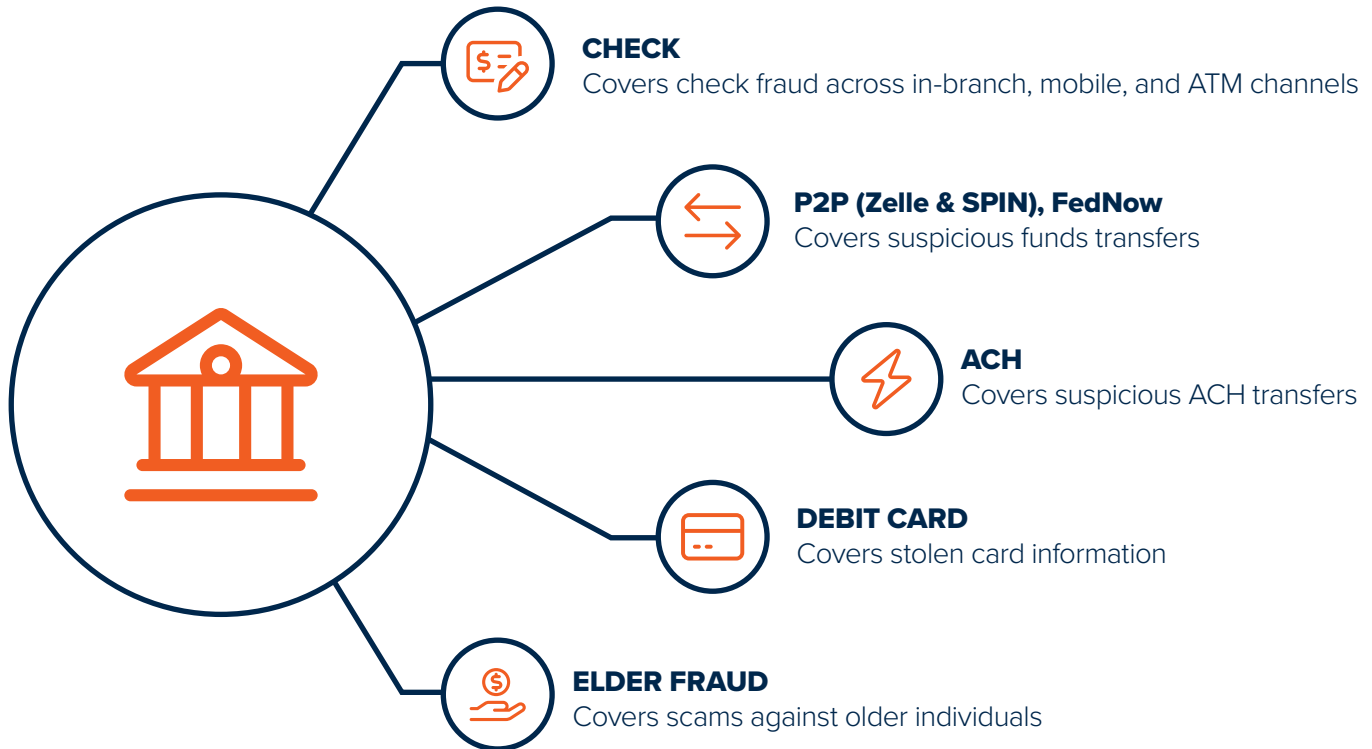 CHECK
Covers check fraud across in-branch, mobile, and ATM channels
P2P (Zelle & SPIN), FedNow
Covers suspicious funds transfers
ACH
Covers suspicious ACH transfers
DEBIT CARD
Covers stolen card information
ELDER FRAUD
Covers scams against older individuals